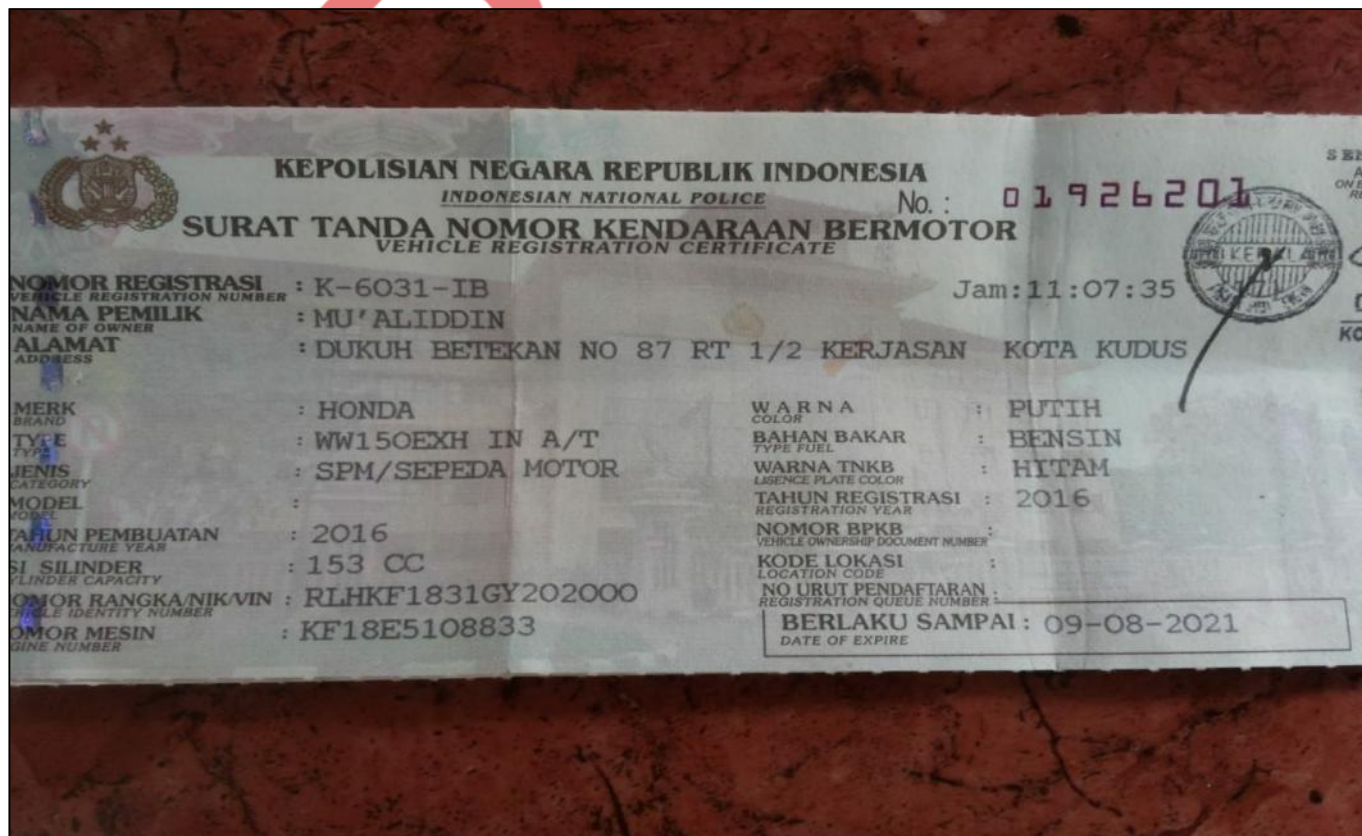 KEPOLISIAN NEGARA REPUBLIK INDONESIA
INDONESIAN NATIONAL POLICE
No. : 01926201
SURAT TANDA NOMOR KENDARAAN BERMOTOR
VEHICLE REGISTRATION CERTIFICATE
NOMOR REGISTRASI : K-6031-IB Jam:11:07:35
VEHICLE REGISTRATION NUMBER
NAMA PEMILIK : MU'ALIDDIN
NAME OF OWNER
ALAMAT : DUKUH BETEKAN NO 87 RT 1/2 KERJASAN KOTA KUDUS
ADDRESS
MERK : HONDA
BRAND
TYPE : WW150EXH IN A/T
TYPE
JENIS : SPM/SEPEDA MOTOR
CATEGORY
MODEL :
MODEL
TAHUN PEMBUATAN : 2016
MANUFACTURE YEAR
SI SILINDER : 153 CC
YLINDER CAPACITY
OMOR RANGKA/NIK/VIN : RLHKF1831GY202000
HICLE IDENTITY NUMBER
OMOR MESIN : KF18E5108833
GINE NUMBER
WARNA : PUTIH
COLOR
BAHAN BAKAR : BENSIN
TYPE FUEL
WARNA TNKB : HITAM
LISENCE PLATE COLOR
TAHUN REGISTRASI : 2016
REGISTRATION YEAR
NOMOR BPKB :
VEHICLE OWNERSHIP DOCUMENT NUMBER
KODE LOKASI :
LOCATION CODE
NO URUT PENDAFTARAN :
REGISTRATION QUEUE NUMBER
BERLAKU SAMPAI : 09-08-2021
DATE OF EXPIRE